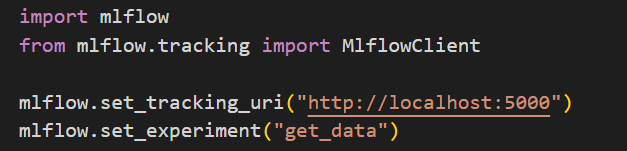 import mlflow
from mlflow.tracking import MlflowClient
mlflow.set_tracking_uri("http://localhost:5000")
mlflow.set_experiment("get_data")